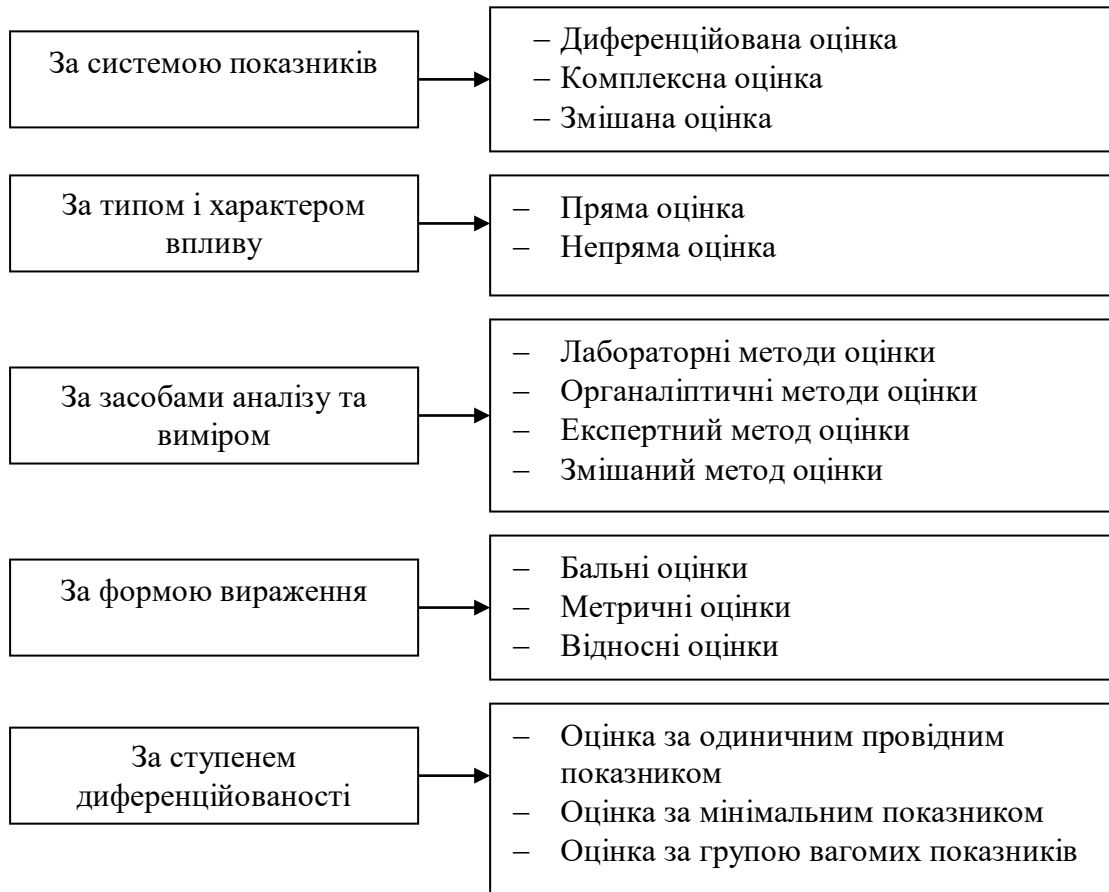 За системою показників
– Диференційована оцінка
– Комплексна оцінка
– Змішана оцінка
За типом і характером
впливу
– Пряма оцінка
– Непряма оцінка
За засобами аналізу та
виміром
– Лабораторні методи оцінки
– Органаліптичні методи оцінки
– Експертний метод оцінки
– Змішаний метод оцінки
За формою вираження
– Бальні оцінки
– Метричні оцінки
– Відносні оцінки
За ступенем
диференційованості
– Оцінка за одиничним провідним
показником
– Оцінка за мінімальним показником
– Оцінка за групою вагомих показників